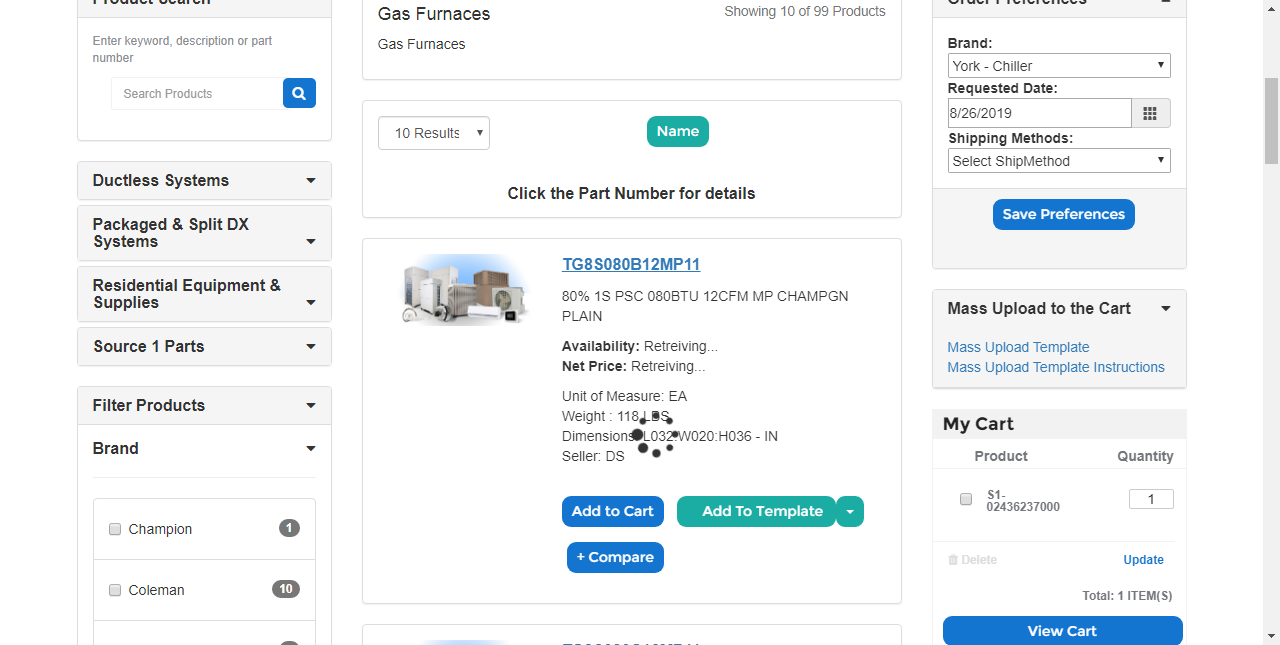 Product Search
Enter keyword, description or part
number
Search Products
Ductless Systems
Packaged & Split DX
Systems
Residential Equipment &
Supplies
Source 1 Parts
Filter Products
Brand
Champion 1
Coleman 10
Gas Furnaces
Showing 10 of 99 Products
Gas Furnaces
10 Results
Name
Click the Part Number for details
TG8S080B12MP11
80% 1S PSC 080BTU 12CFM MP CHAMPGN
PLAIN
Availability: Retreiving...
Net Price: Retreiving...
Unit of Measure: EA
Weight : 118 LBS
Dimensions: L032:W020:H036 - IN
Seller: DS
Add to Cart
Add To Template
+ Compare
Order Preferences
Brand:
York - Chiller
Requested Date:
8/26/2019
Shipping Methods:
Select ShipMethod
Save Preferences
Mass Upload to the Cart
Mass Upload Template
Mass Upload Template Instructions
My Cart
Product Quantity
S1-
02436237000
1
Delete
Update
Total: 1 ITEM(S)
View Cart